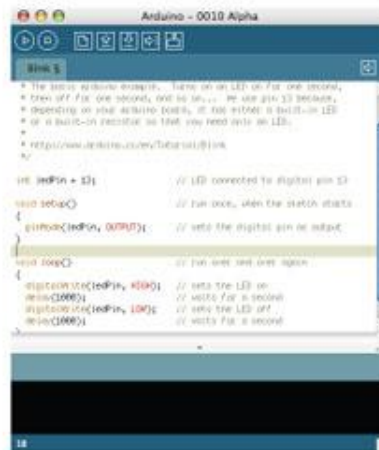 Arduino - 0010 Alpha
Blink §
* The basic Arduino example.  Turns on an LED on for one second,
* then off for one second, and so on...  We use pin 13 because,
* depending on your Arduino board, it has either a built-in LED
* or a built-in resistor so that you need only an LED.
*
* http://www.arduino.cc/en/Tutorial/Blink
*/
int ledPin = 13;                // LED connected to digital pin 13
void setup()                    // run once, when the sketch starts
{
  pinMode(ledPin, OUTPUT);      // sets the digital pin as output
}
void loop()                     // run over and over again
{
  digitalWrite(ledPin, HIGH);   // sets the LED on
  delay(1000);                  // waits for a second
  digitalWrite(ledPin, LOW);    // sets the LED off
  delay(1000);                  // waits for a second
}
18